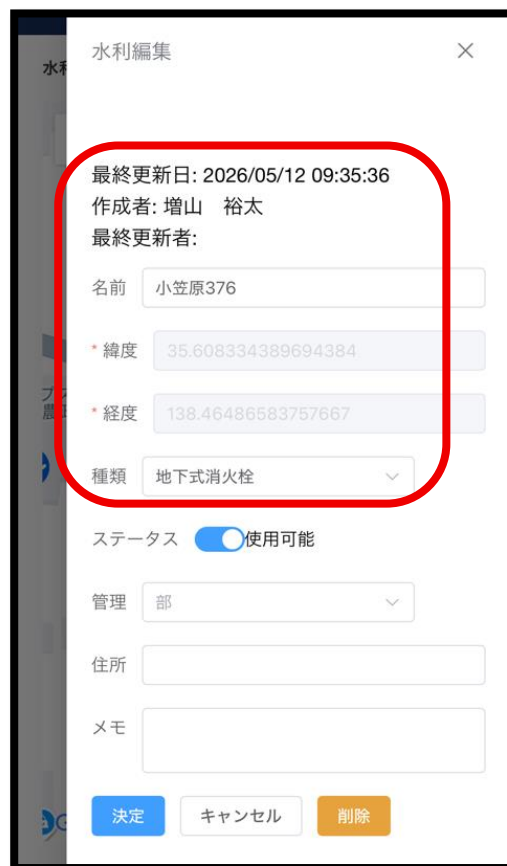 水利編集
水利
最終更新日: 2026/05/12 09:35:36
作成者: 増山　裕太
最終更新者:
名前 小笠原376
* 緯度 35.608334389694384
* 経度 138.46486583757667
種類 地下式消火栓
ステータス 使用可能
管理 部
住所
メモ
決定 キャンセル 削除